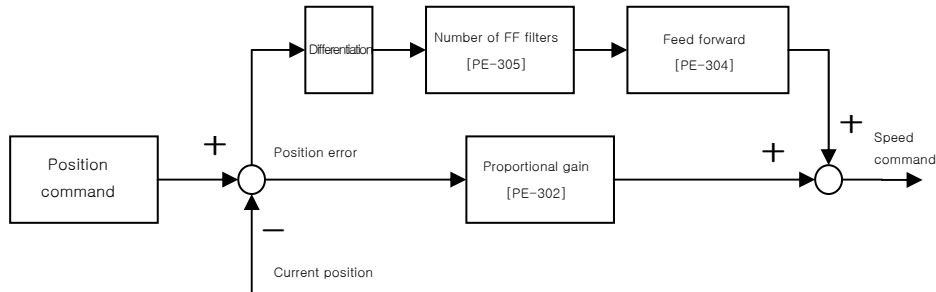 Differentiation
Number of FF filters
[PE-305]
Feed forward
[PE-304]
Position
command
+
Position error
Proportional gain
[PE-302]
+
+
Speed
command
−
Current position